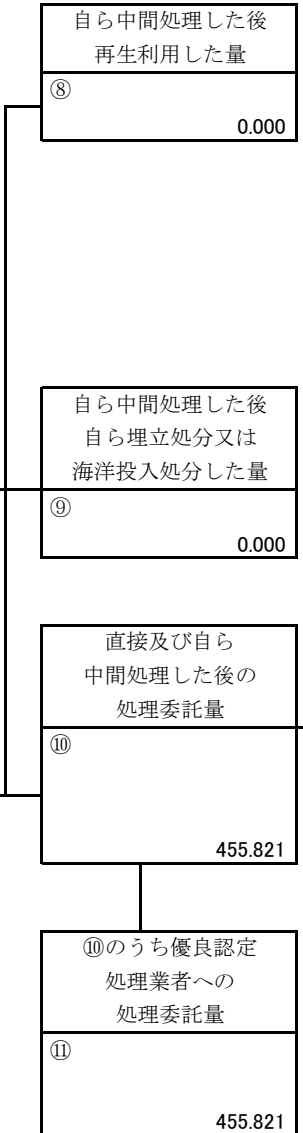 自ら中間処理した後
再生利用した量
⑧
0.000
自ら中間処理した後
自ら埋立処分又は
海洋投入処分した量
⑨
0.000
直接及び自ら
中間処理した後の
処理委託量
⑩
455.821
⑩のうち優良認定
処理業者への
処理委託量
⑪
455.821